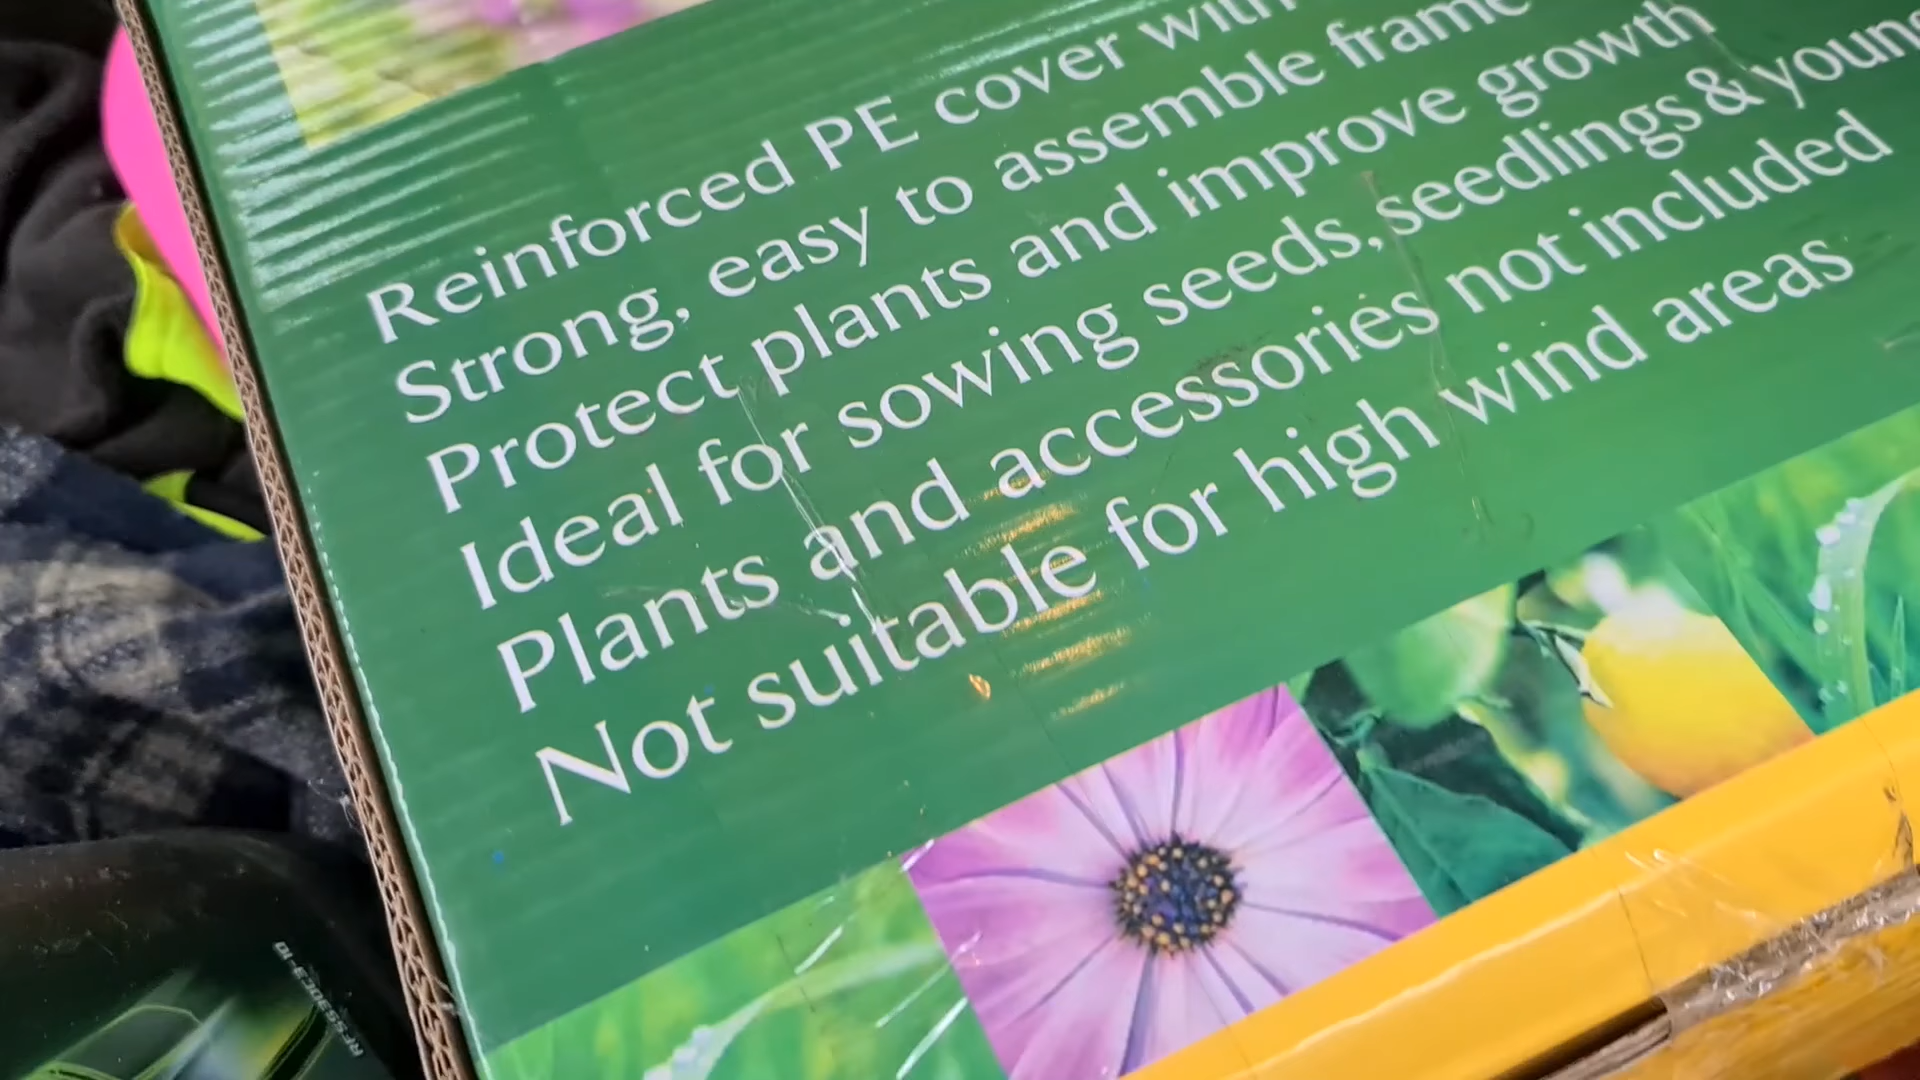 Reinforced PE cover with
Strong, easy to assemble frame
Protect plants and improve growth
Ideal for sowing seeds, seedlings & young
Plants and accessories not included
Not suitable for high wind areas